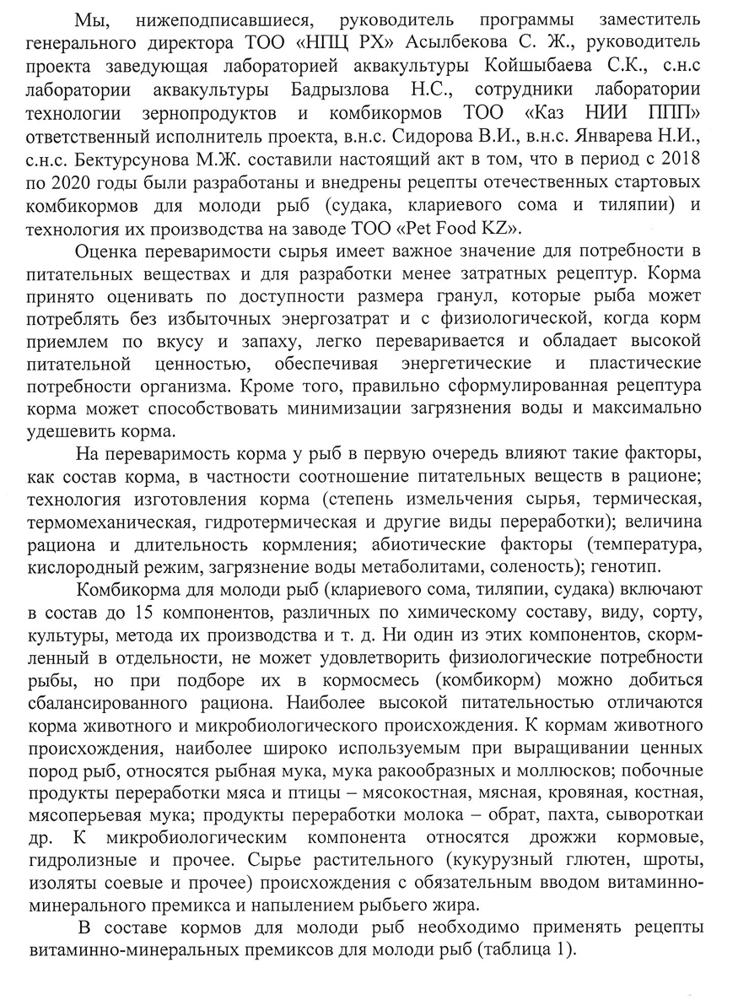 Мы, нижеподписавшиеся, руководитель программы заместитель
генерального директора ТОО «НПЦ РХ» Асылбекова С. Ж., руководитель
проекта заведующая лабораторией аквакультуры Койшыбаева С.К., с.н.с
лаборатории аквакультуры Бадрызлова Н.С., сотрудники лаборатории
технологии зернопродуктов и комбикормов ТОО «Каз НИИ ППП»
ответственный исполнитель проекта, в.н.с. Сидорова В.И., в.н.с. Январева Н.И.,
с.н.с. Бектурсунова М.Ж. составили настоящий акт в том, что в период с 2018
по 2020 годы были разработаны и внедрены рецепты отечественных стартовых
комбикормов для молоди рыб (судака, клариевого сома и тиляпии) и
технология их производства на заводе ТОО «Pet Food KZ».
Оценка переваримости сырья имеет важное значение для потребности в
питательных веществах и для разработки менее затратных рецептур. Корма
принято оценивать по доступности размера гранул, которые рыба может
потреблять без избыточных энергозатрат и с физиологической, когда корм
приемлем по вкусу и запаху, легко переваривается и обладает высокой
питательной ценностью, обеспечивая энергетические и пластические
потребности организма. Кроме того, правильно сформулированная рецептура
корма может способствовать минимизации загрязнения воды и максимально
удешевить корма.
На переваримость корма у рыб в первую очередь влияют такие факторы,
как состав корма, в частности соотношение питательных веществ в рационе;
технология изготовления корма (степень измельчения сырья, термическая,
термомеханическая, гидротермическая и другие виды переработки); величина
рациона и длительность кормления; абиотические факторы (температура,
кислородный режим, загрязнение воды метаболитами, соленость); генотип.
Комбикорма для молоди рыб (клариевого сома, тиляпии, судака) включают
в состав до 15 компонентов, различных по химическому составу, виду, сорту,
культуры, метода их производства и т. д. Ни один из этих компонентов, скорм-
ленный в отдельности, не может удовлетворить физиологические потребности
рыбы, но при подборе их в кормосмесь (комбикорм) можно добиться
сбалансированного рациона. Наиболее высокой питательностью отличаются
корма животного и микробиологического происхождения. К кормам животного
происхождения, наиболее широко используемым при выращивании ценных
пород рыб, относятся рыбная мука, мука ракообразных и моллюсков; побочные
продукты переработки мяса и птицы – мясокостная, мясная, кровяная, костная,
мясоперьевая мука; продукты переработки молока – обрат, пахта, сывороткаи
др. К микробиологическим компонента относятся дрожжи кормовые,
гидролизные и прочее. Сырье растительного (кукурузный глютен, шроты,
изоляты соевые и прочее) происхождения с обязательным вводом витаминно-
минерального премикса и напылением рыбьего жира.
В составе кормов для молоди рыб необходимо применять рецепты
витаминно-минеральных премиксов для молоди рыб (таблица 1).